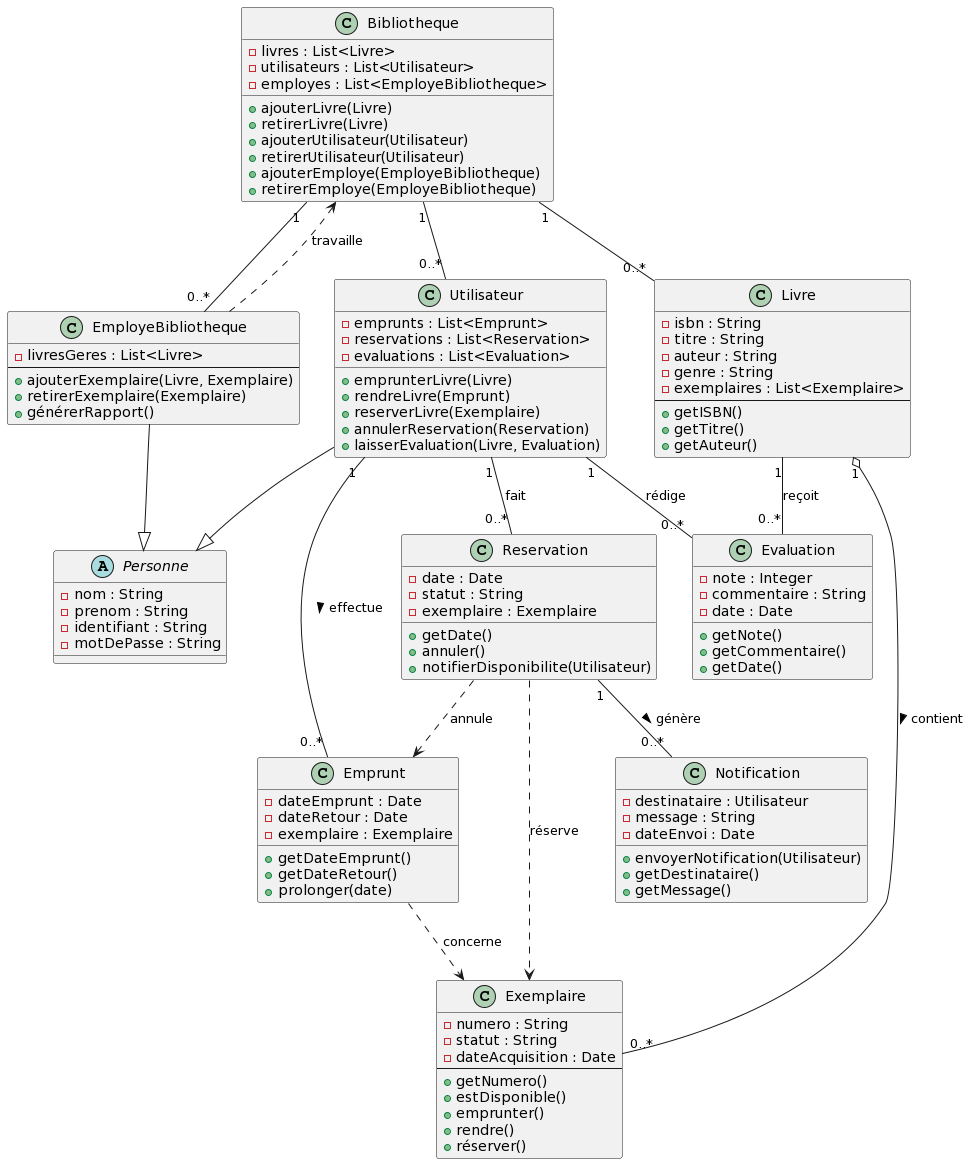 C Bibliotheque
livres : List<Livre>
utilisateurs : List<Utilisateur>
employes : List<EmployeBibliotheque>
ajouterLivre(Livre)
retirerLivre(Livre)
ajouterUtilisateur(Utilisateur)
retirerUtilisateur(Utilisateur)
ajouterEmploye(EmployeBibliotheque)
retirerEmploye(EmployeBibliotheque)
1
1
1
travaille
0..*
0..*
0..*
C EmployeBibliotheque
livresGeres : List<Livre>
ajouterExemplaire(Livre, Exemplaire)
retirerExemplaire(Exemplaire)
générerRapport()
C Utilisateur
emprunts : List<Emprunt>
reservations : List<Reservation>
evaluations : List<Evaluation>
emprunterLivre(Livre)
rendreLivre(Emprunt)
reserverLivre(Exemplaire)
annulerReservation(Reservation)
laisserEvaluation(Livre, Evaluation)
C Livre
isbn : String
titre : String
auteur : String
genre : String
exemplaires : List<Exemplaire>
getISBN()
getTitre()
getAuteur()
1
1
1
1
1
fait
rédige
reçoit
0..*
0..*
0..*
A Personne
nom : String
prenom : String
identifiant : String
motDePasse : String
effectue
C Reservation
date : Date
statut : String
exemplaire : Exemplaire
getDate()
annuler()
notifierDisponibilite(Utilisateur)
C Evaluation
note : Integer
commentaire : String
date : Date
getNote()
getCommentaire()
getDate()
1
annule
génère
contient
0..*
0..*
C Emprunt
dateEmprunt : Date
dateRetour : Date
exemplaire : Exemplaire
getDateEmprunt()
getDateRetour()
prolonger(date)
réserve
C Notification
destinataire : Utilisateur
message : String
dateEnvoi : Date
envoyerNotification(Utilisateur)
getDestinataire()
getMessage()
concerne
C Exemplaire
numero : String
statut : String
dateAcquisition : Date
getNumero()
estDisponible()
emprunter()
rendre()
réserver()
0..*